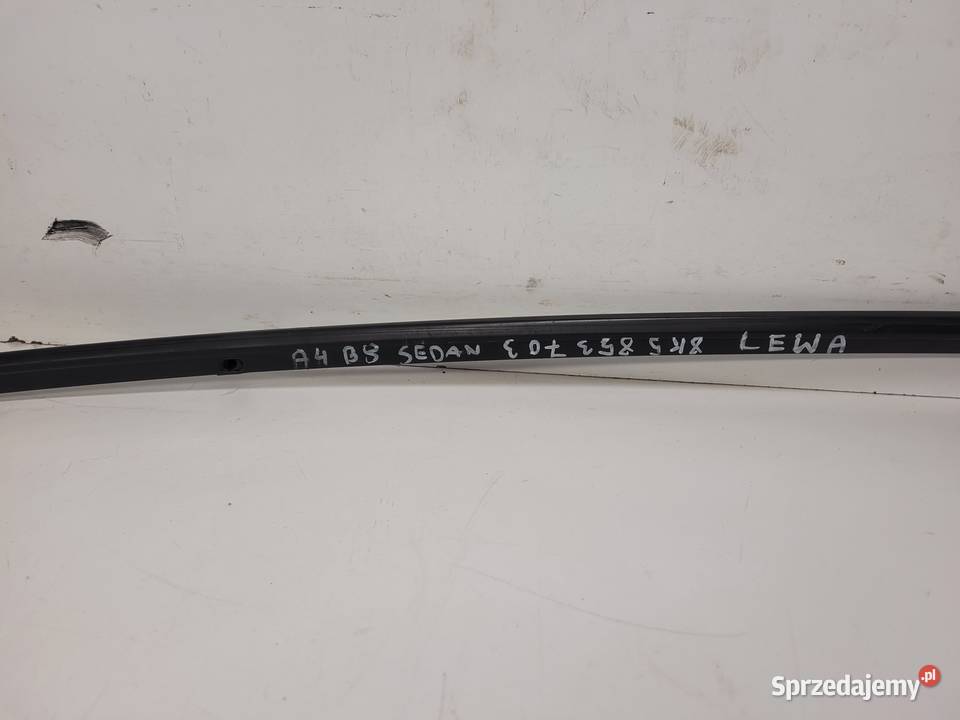 A4 B8 SEDAN 8K5 853 703 LEWA
Sprzedajemy.pl